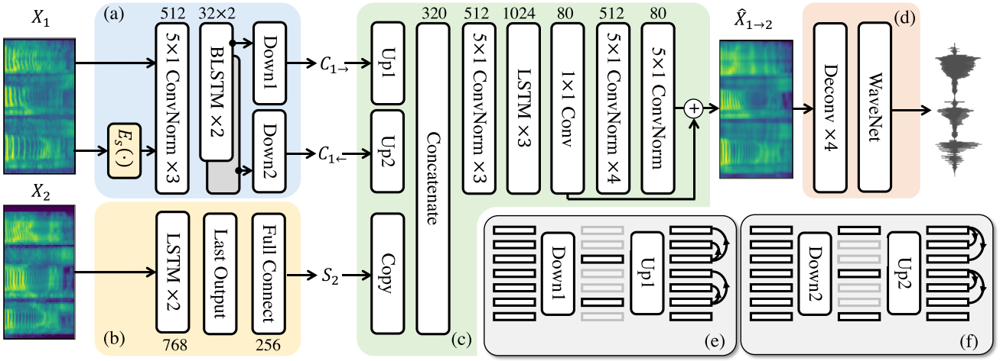 X₁
(a)
512
32×2
E_s(·)
5×1 ConvNorm ×3
BLSTM ×2
Down1
Down2
C₁→
C₁←
X₂
(b)
LSTM ×2
768
Last Output
Full Connect
256
S₂
Up1
Up2
Copy
320
Concatenate
512
5×1 ConvNorm ×3
1024
LSTM ×3
80
1×1 Conv
512
5×1 ConvNorm ×4
80
5×1 ConvNorm
+
(c)
X̂₁→₂
(d)
Deconv ×4
WaveNet
Down1
Up1
(e)
Down2
Up2
(f)